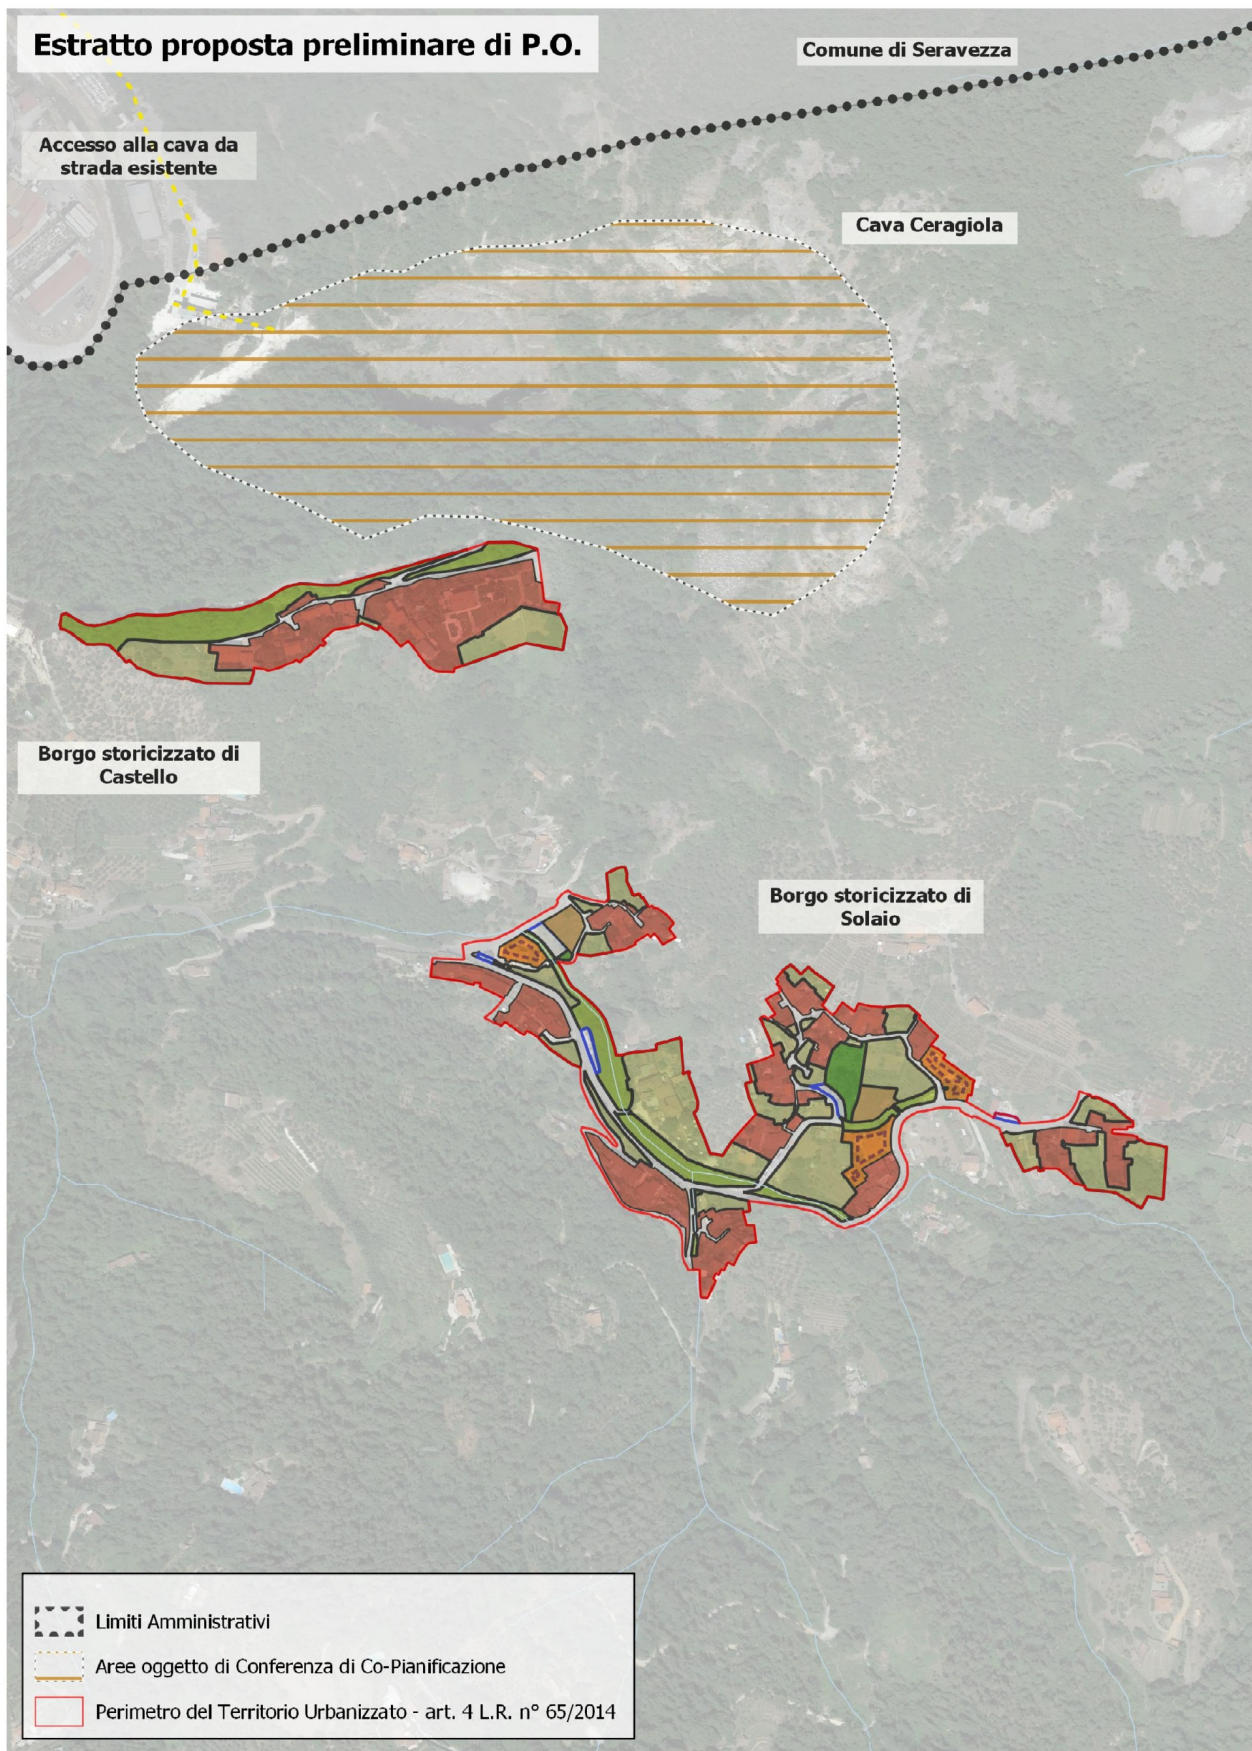 Estratto proposta preliminare di P.O.
Comune di Seravezza
Accesso alla cava da
strada esistente
Cava Ceragiola
Borgo storicizzato di
Castello
Borgo storicizzato di
Solaio
Limiti Amministrativi
Aree oggetto di Conferenza di Co-Pianificazione
Perimetro del Territorio Urbanizzato - art. 4 L.R. n° 65/2014